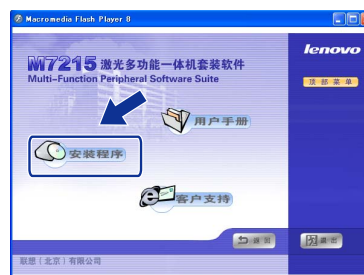 Macromedia Flash Player 8
lenovo
M7215 激光多功能一体机套装软件
Multi-Function Peripheral Software Suite
顶部菜单
用户手册
安装程序
客户支持
返回
退出
联想（北京）有限公司